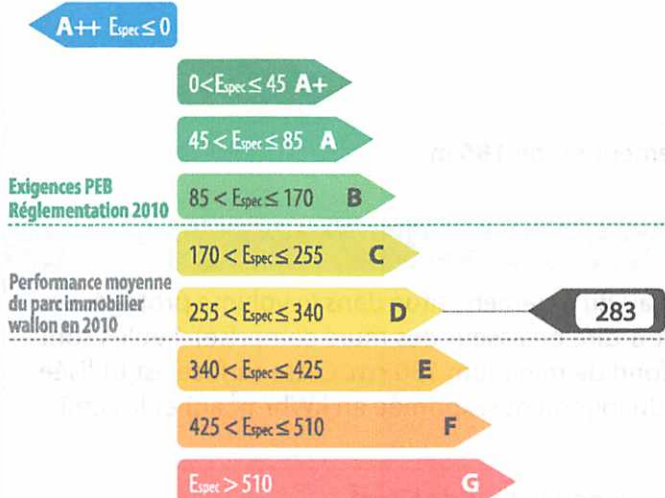 A++ Espec ≤ 0
0 < Espec ≤ 45 A+
45 < Espec ≤ 85 A
Exigences PEB
Réglementation 2010
85 < Espec ≤ 170 B
170 < Espec ≤ 255 C
Performance moyenne
du parc immobilier
wallon en 2010
255 < Espec ≤ 340 D
283
340 < Espec ≤ 425 E
425 < Espec ≤ 510 F
Espec > 510 G